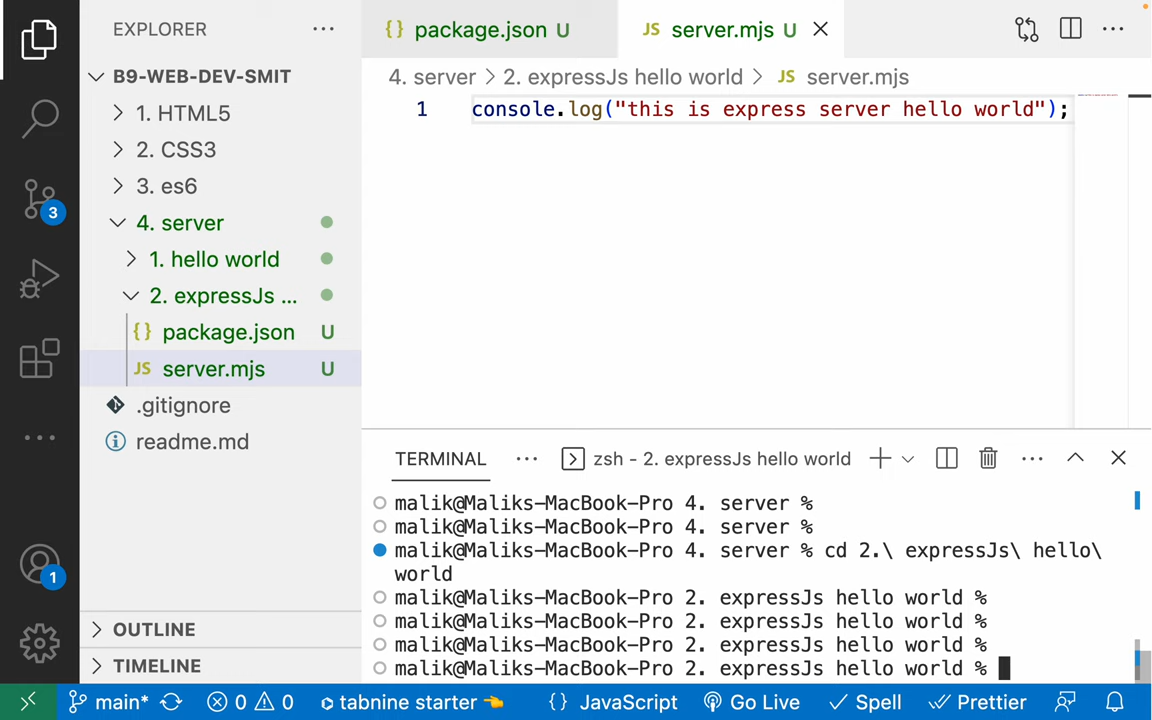 EXPLORER
B9-WEB-DEV-SMIT
1. HTML5
2. CSS3
3. es6
4. server
1. hello world
2. expressJs ...
{} package.json U
JS server.mjs U
.gitignore
readme.md
OUTLINE
TIMELINE
3
1
{} package.json U
JS server.mjs U
4. server > 2. expressJs hello world > JS server.mjs
1 console.log("this is express server hello world");
TERMINAL ... zsh - 2. expressJs hello world
malik@Maliks-MacBook-Pro 4. server %
malik@Maliks-MacBook-Pro 4. server %
malik@Maliks-MacBook-Pro 4. server % cd 2.\ expressJs\ hello\
world
malik@Maliks-MacBook-Pro 2. expressJs hello world %
malik@Maliks-MacBook-Pro 2. expressJs hello world %
malik@Maliks-MacBook-Pro 2. expressJs hello world %
malik@Maliks-MacBook-Pro 2. expressJs hello world %
main* 0 0 tabnine starter 👈 {} JavaScript Go Live Spell Prettier